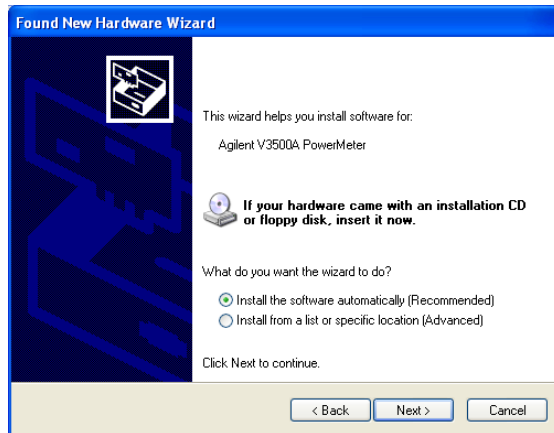 Found New Hardware Wizard
This wizard helps you install software for:
Agilent V3500A PowerMeter
If your hardware came with an installation CD
or floppy disk, insert it now.
What do you want the wizard to do?
Install the software automatically (Recommended)
Install from a list or specific location (Advanced)
Click Next to continue.
< Back
Next >
Cancel